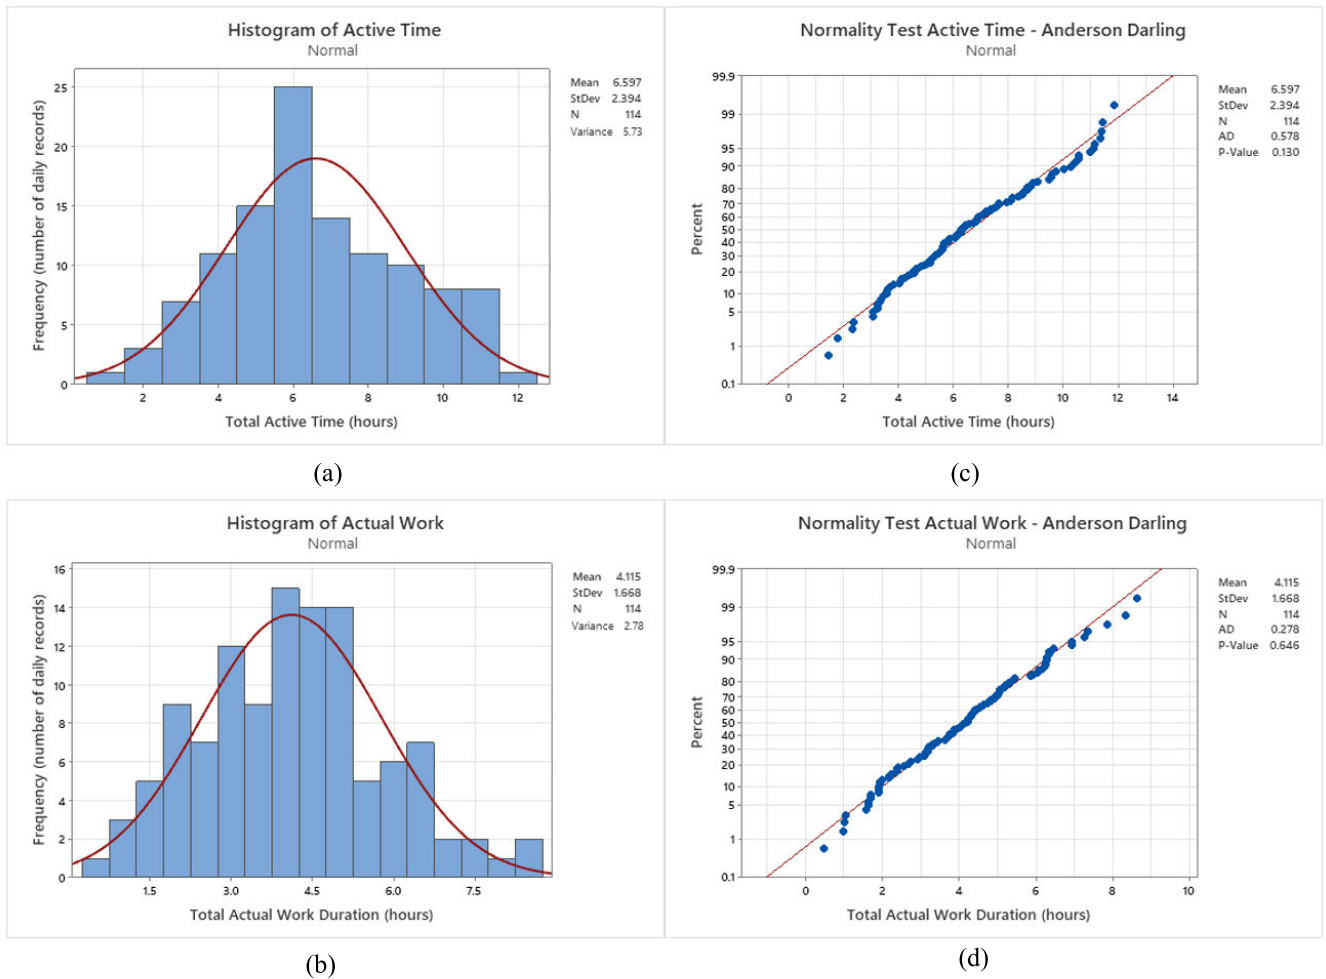 Histogram of Active Time
Normal
Frequency (number of daily records)
25
20
15
10
5
0
2 4 6 8 10 12
Total Active Time (hours)
Mean 6.597
StDev 2.394
N 114
Variance 5.73
(a)
Normality Test Active Time - Anderson Darling
Normal
Percent
99.9
99
95
90
80
70
60
50
40
30
20
10
5
1
0.1
0 2 4 6 8 10 12 14
Total Active Time (hours)
Mean 6.597
StDev 2.394
N 114
AD 0.578
P-Value 0.130
(c)
Histogram of Actual Work
Normal
Frequency (number of daily records)
16
14
12
10
8
6
4
2
0
1.5 3.0 4.5 6.0 7.5
Total Actual Work Duration (hours)
Mean 4.115
StDev 1.668
N 114
Variance 2.78
(b)
Normality Test Actual Work - Anderson Darling
Normal
Percent
99.9
99
95
90
80
70
60
50
40
30
20
10
5
1
0.1
0 2 4 6 8 10
Total Actual Work Duration (hours)
Mean 4.115
StDev 1.668
N 114
AD 0.278
P-Value 0.646
(d)